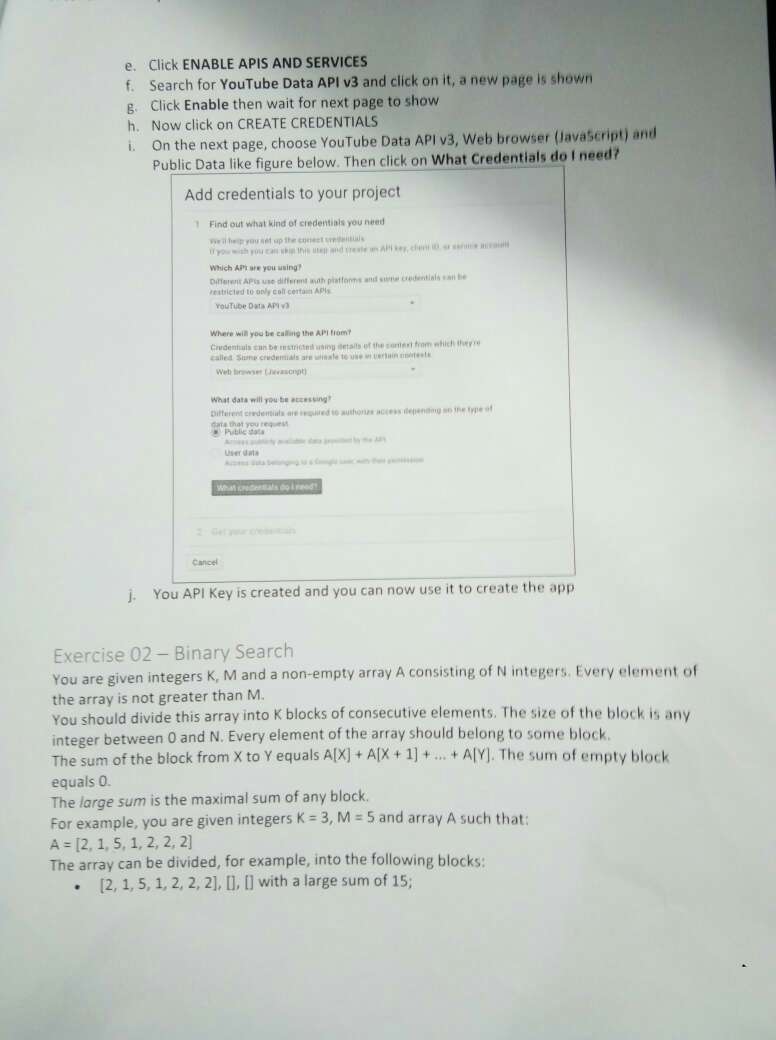 e. Click ENABLE APIS AND SERVICES
f. Search for YouTube Data API v3 and click on it, a new page is shown
g. Click Enable then wait for next page to show
h. Now click on CREATE CREDENTIALS
i. On the next page, choose YouTube Data API v3, Web browser (JavaScript) and
Public Data like figure below. Then click on What Credentials do I need?
Add credentials to your project
1 Find out what kind of credentials you need
We'll help you set up the correct credentials
If you wish you can skip this step and create an API key, client ID, or service account
Which API are you using?
Different APIs use different auth platforms and some credentials can be
restricted to only call certain APIs.
YouTube Data API v3
Where will you be calling the API from?
Credentials can be restricted using details of the context from which they're
called. Some credentials are unsafe to use in certain contexts.
Web browser (Javascript)
What data will you be accessing?
Different credentials are required to authorize access depending on the type of
data that you request.
Public data
Access publicly available data provided by the API
User data
Access data belonging to a Google user, with their permission
What credentials do I need?
2 Get your credentials
Cancel
j. You API Key is created and you can now use it to create the app
Exercise 02 – Binary Search
You are given integers K, M and a non-empty array A consisting of N integers. Every element of
the array is not greater than M.
You should divide this array into K blocks of consecutive elements. The size of the block is any
integer between 0 and N. Every element of the array should belong to some block.
The sum of the block from X to Y equals A[X] + A[X + 1] + ... + A[Y]. The sum of empty block
equals 0.
The large sum is the maximal sum of any block.
For example, you are given integers K = 3, M = 5 and array A such that:
A = [2, 1, 5, 1, 2, 2, 2]
The array can be divided, for example, into the following blocks:
• [2, 1, 5, 1, 2, 2, 2], [], [] with a large sum of 15;